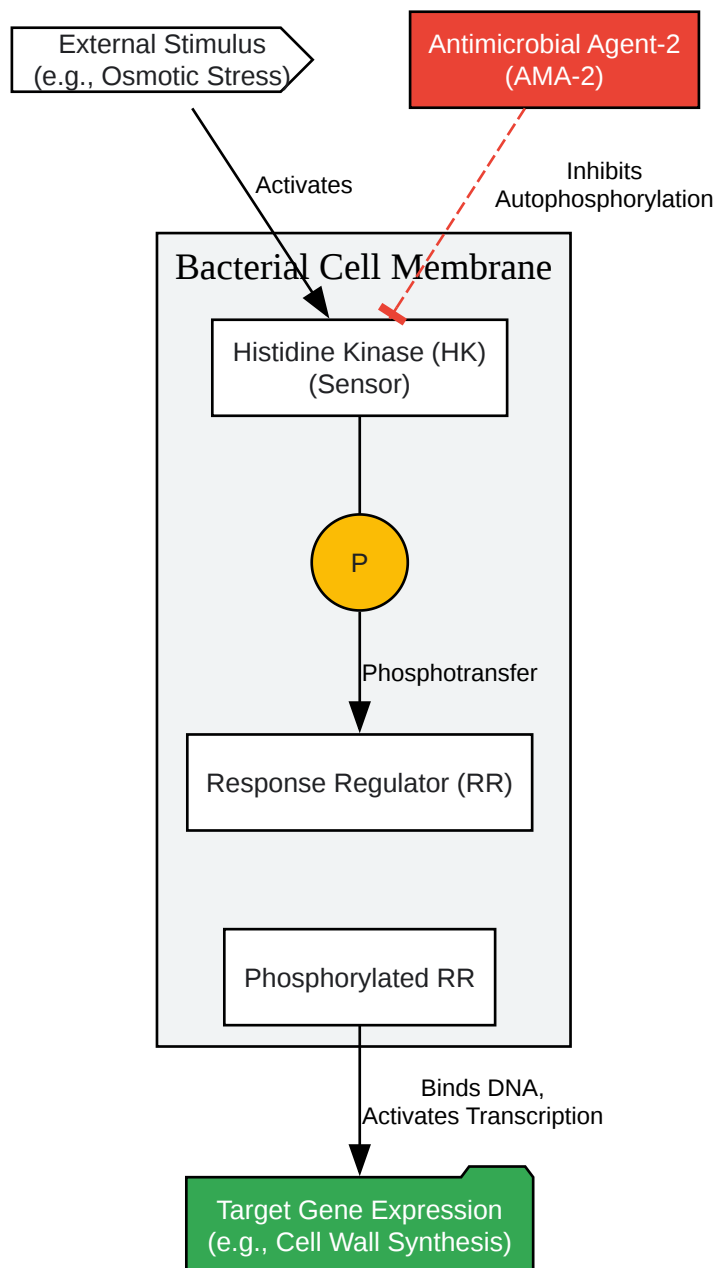 External Stimulus
(e.g., Osmotic Stress)
Antimicrobial Agent-2
(AMA-2)
Activates
Inhibits
Autophosphorylation
Bacterial Cell Membrane
Histidine Kinase (HK)
(Sensor)
P
Phosphotransfer
Response Regulator (RR)
Phosphorylated RR
Binds DNA,
Activates Transcription
Target Gene Expression
(e.g., Cell Wall Synthesis)